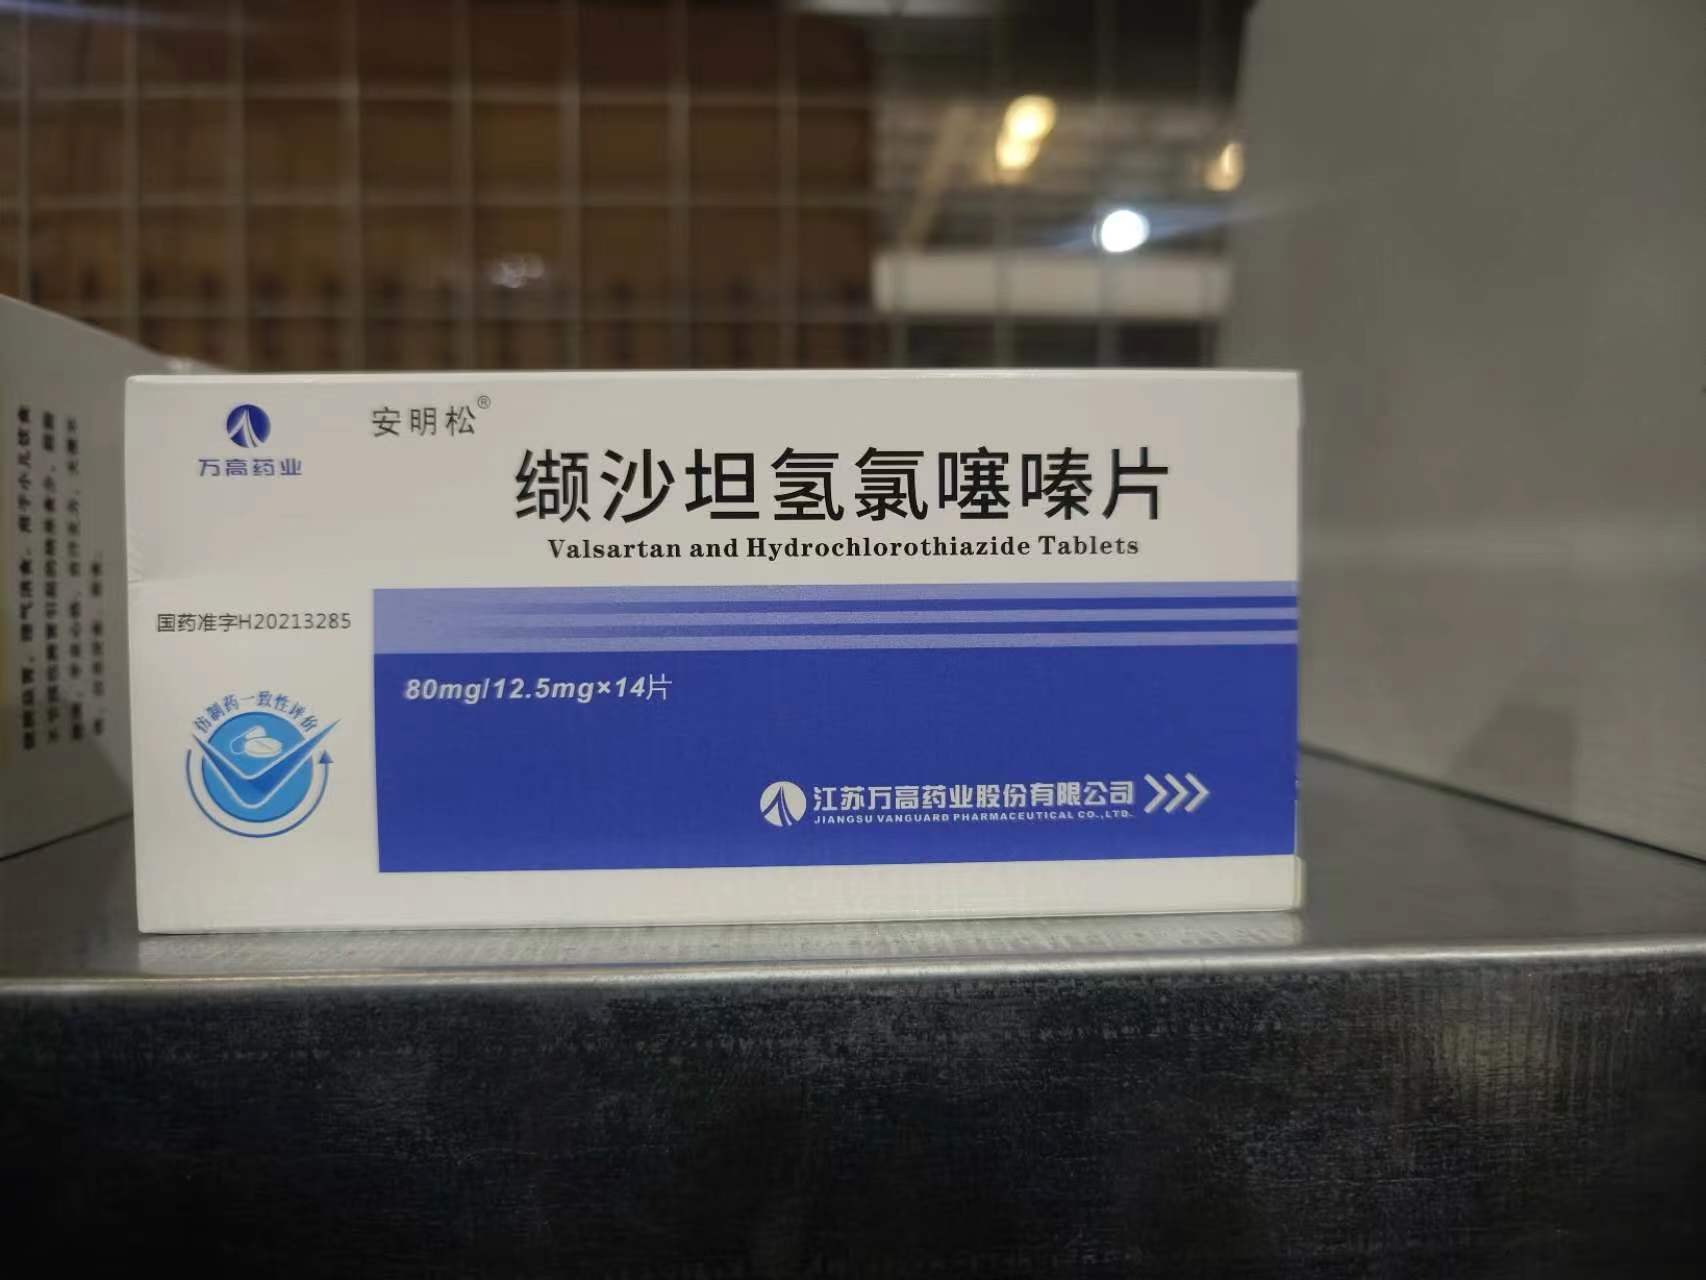 万高药业
安明松®
缬沙坦氢氯噻嗪片
Valsartan and Hydrochlorothiazide Tablets
国药准字H20213285
80mg/12.5mg×14片
仿制药一致性评价
江苏万高药业股份有限公司
JIANGSU VANGUARD PHARMACEUTICAL CO.,LTD.